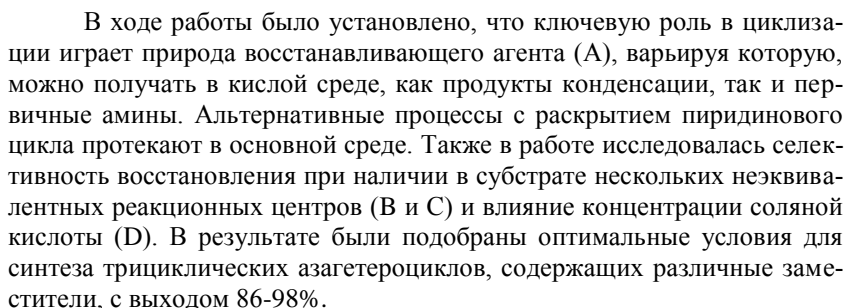 В ходе работы было установлено, что ключевую роль в циклиза-
ции играет природа восстанавливающего агента (А), варьируя которую,
можно получать в кислой среде, как продукты конденсации, так и пер-
вичные амины. Альтернативные процессы с раскрытием пиридинового
цикла протекают в основной среде. Также в работе исследовалась селек-
тивность восстановления при наличии в субстрате нескольких неэквива-
лентных реакционных центров (В и С) и влияние концентрации соляной
кислоты (D). В результате были подобраны оптимальные условия для
синтеза трициклических азагетероциклов, содержащих различные заме-
стители, с выходом 86-98%.